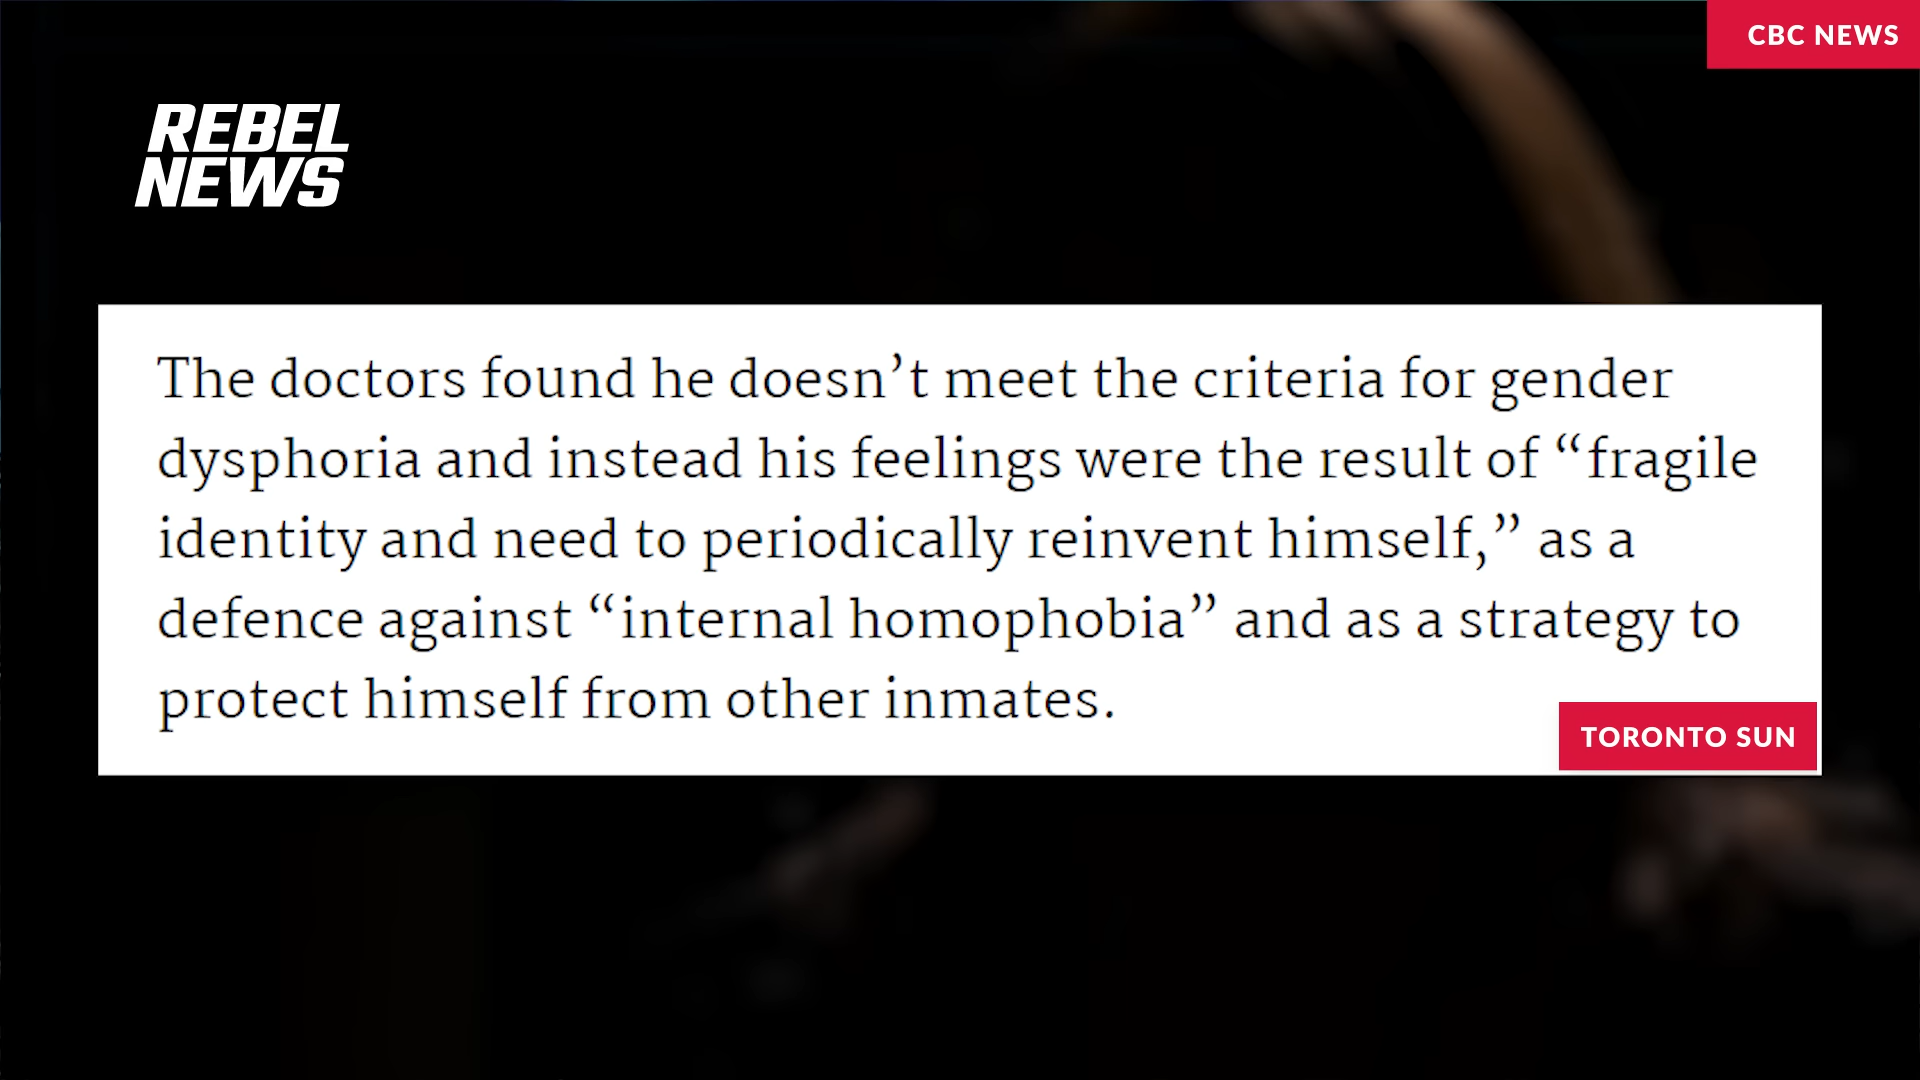 CBC NEWS
REBEL
NEWS
The doctors found he doesn’t meet the criteria for gender
dysphoria and instead his feelings were the result of “fragile
identity and need to periodically reinvent himself,” as a
defence against “internal homophobia” and as a strategy to
protect himself from other inmates.
TORONTO SUN